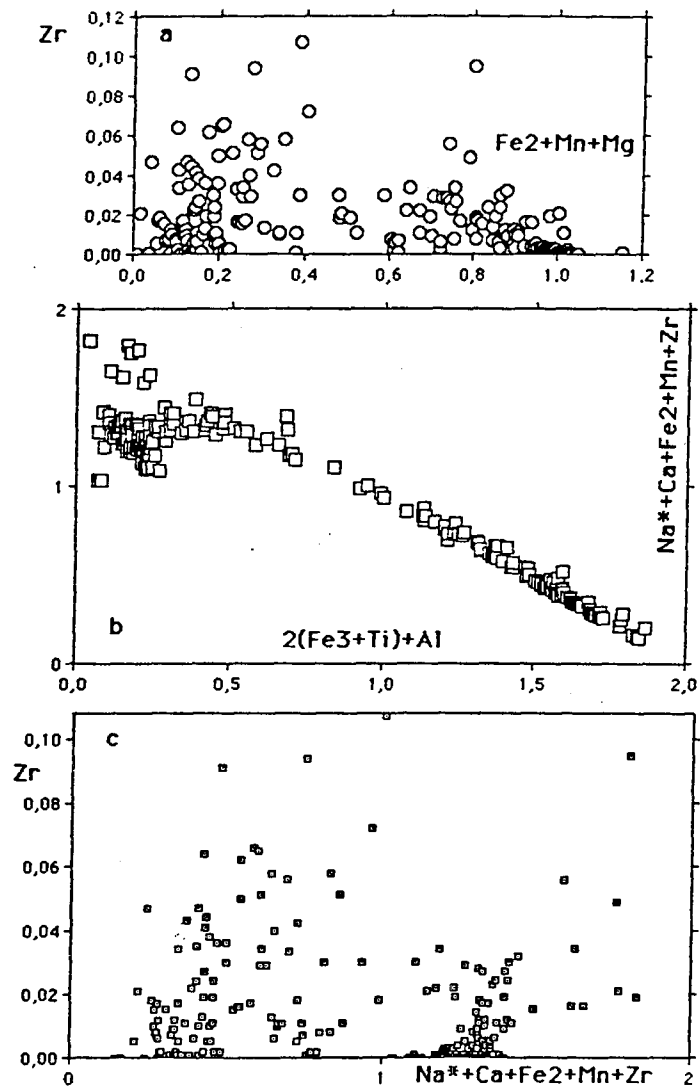 Zr
a
0,12
0,10
0,08
0,06
0,04
0,02
0,00
Fe2+Mn+Mg
0.0 0.2 0.4 0.6 0.8 1.0 1.2
2
1
0
Na*+Ca+Fe2+Mn+Zr
b
2(Fe3+Ti)+Al
0,0 0,5 1,0 1,5 2,0
c
Zr
0,10
0,08
0,06
0,04
0,02
0,00
0 1 2
Na*+Ca+Fe2+Mn+Zr